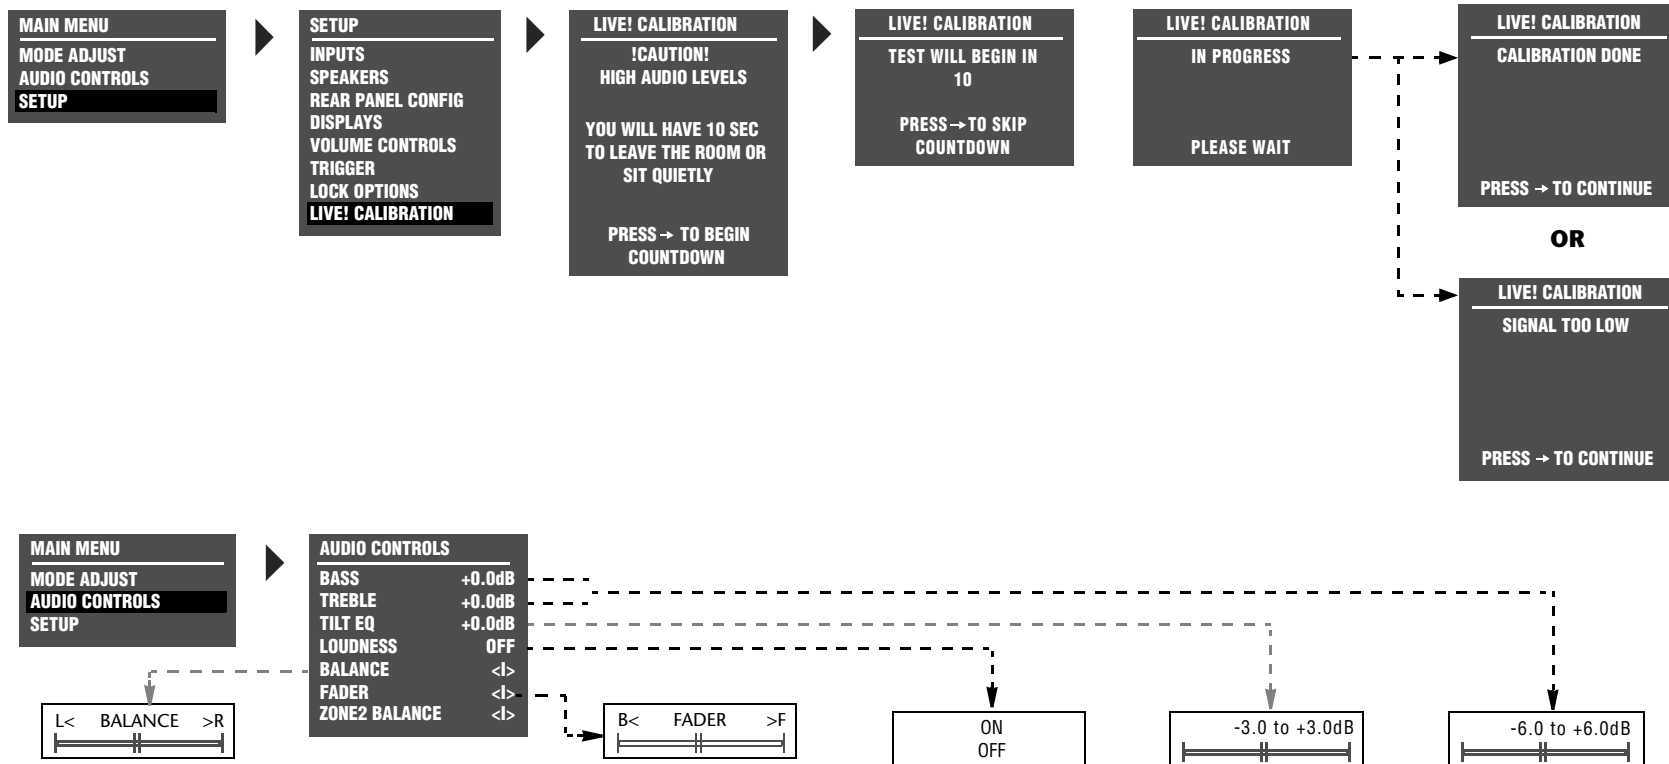 MAIN MENU
MODE ADJUST
AUDIO CONTROLS
SETUP
SETUP
INPUTS
SPEAKERS
REAR PANEL CONFIG
DISPLAYS
VOLUME CONTROLS
TRIGGER
LOCK OPTIONS
LIVE! CALIBRATION
LIVE! CALIBRATION
!CAUTION!
HIGH AUDIO LEVELS
YOU WILL HAVE 10 SEC
TO LEAVE THE ROOM OR
SIT QUIETLY
PRESS → TO BEGIN
COUNTDOWN
LIVE! CALIBRATION
TEST WILL BEGIN IN
10
PRESS → TO SKIP
COUNTDOWN
LIVE! CALIBRATION
IN PROGRESS
PLEASE WAIT
LIVE! CALIBRATION
CALIBRATION DONE
PRESS → TO CONTINUE
OR
LIVE! CALIBRATION
SIGNAL TOO LOW
PRESS → TO CONTINUE
MAIN MENU
MODE ADJUST
AUDIO CONTROLS
SETUP
AUDIO CONTROLS
BASS +0.0dB
TREBLE +0.0dB
TILT EQ +0.0dB
LOUDNESS OFF
BALANCE <I>
FADER <I>
ZONE2 BALANCE <I>
L< BALANCE >R
B< FADER >F
ON
OFF
-3.0 to +3.0dB
-6.0 to +6.0dB